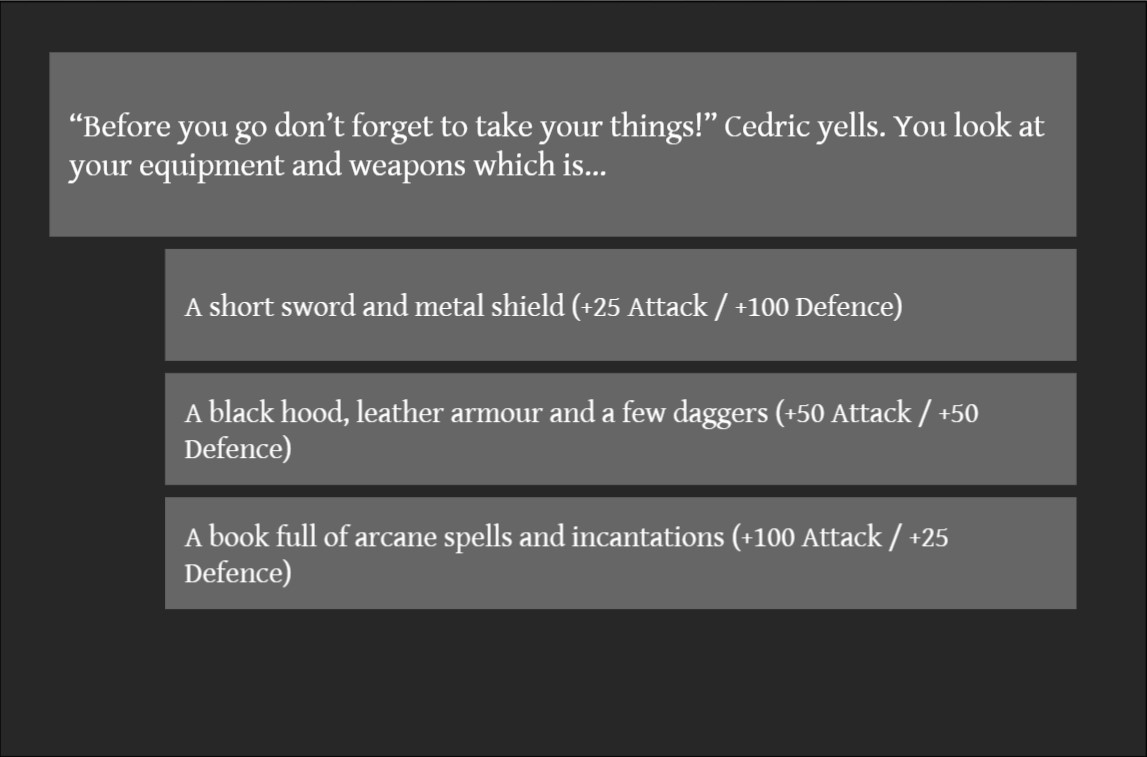 “Before you go don’t forget to take your things!” Cedric yells. You look at
your equipment and weapons which is...
A short sword and metal shield (+25 Attack / +100 Defence)
A black hood, leather armour and a few daggers (+50 Attack / +50
Defence)
A book full of arcane spells and incantations (+100 Attack / +25
Defence)